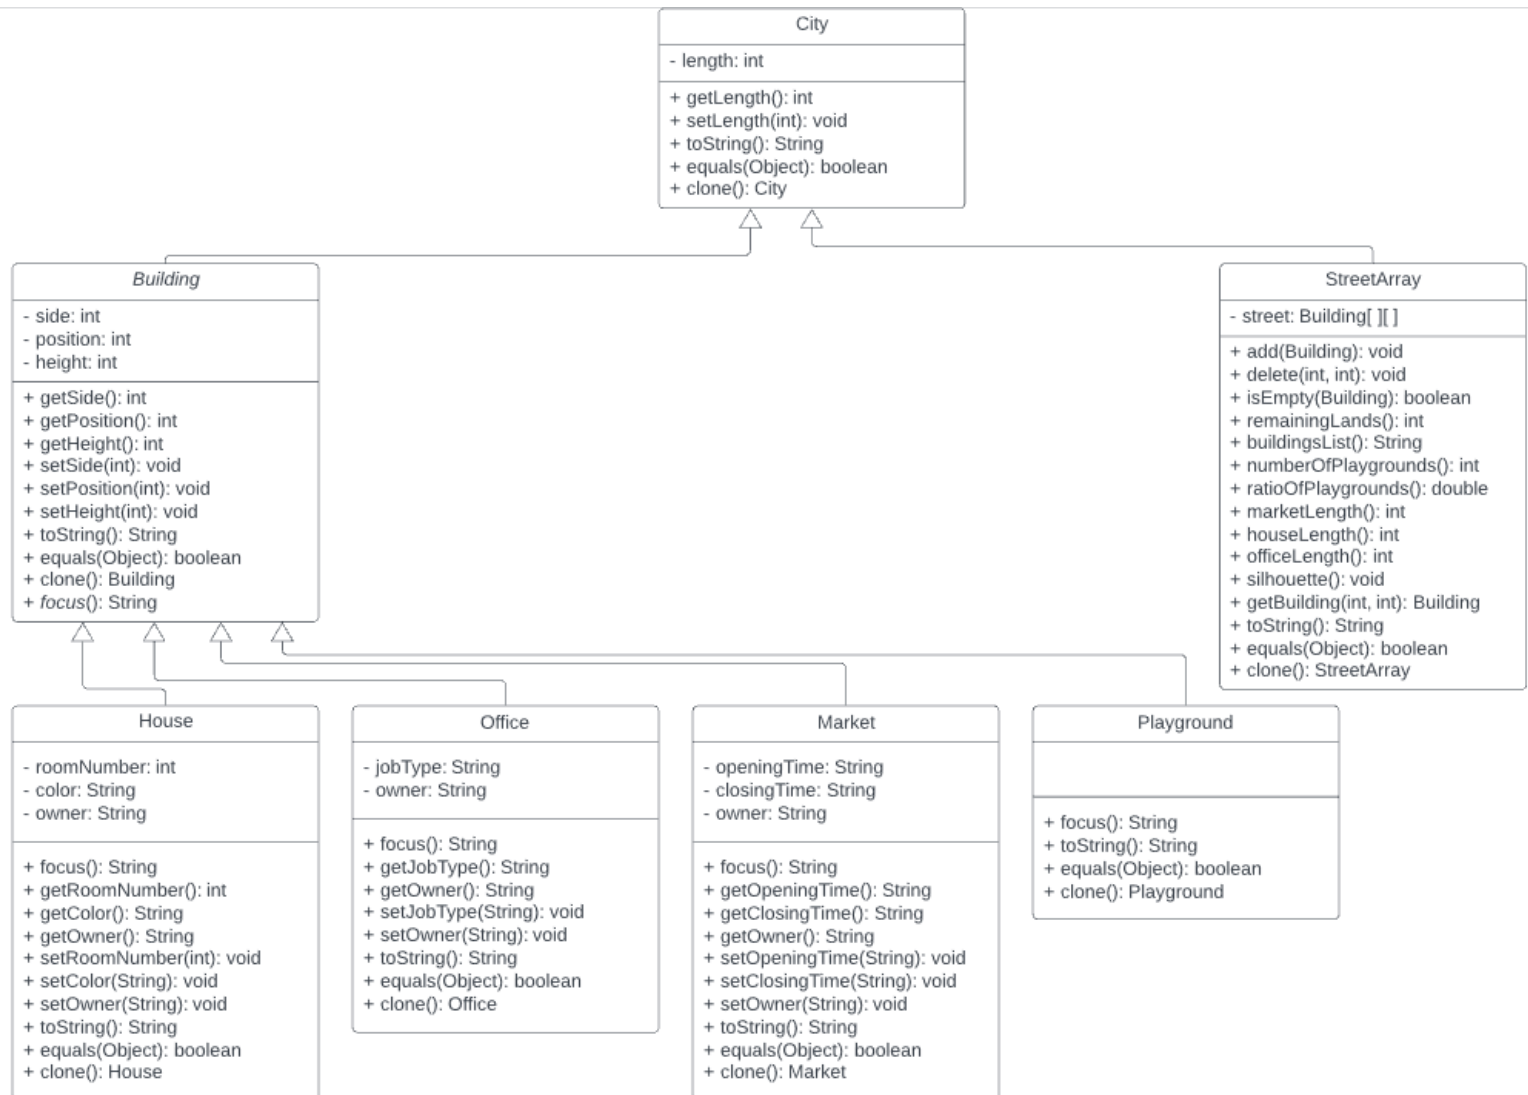 City
- length: int
+ getLength(): int
+ setLength(int): void
+ toString(): String
+ equals(Object): boolean
+ clone(): City
Building
- side: int
- position: int
- height: int
+ getSide(): int
+ getPosition(): int
+ getHeight(): int
+ setSide(int): void
+ setPosition(int): void
+ setHeight(int): void
+ toString(): String
+ equals(Object): boolean
+ clone(): Building
+ focus(): String
StreetArray
- street: Building[ ][ ]
+ add(Building): void
+ delete(int, int): void
+ isEmpty(Building): boolean
+ remainingLands(): int
+ buildingsList(): String
+ numberOfPlaygrounds(): int
+ ratioOfPlaygrounds(): double
+ marketLength(): int
+ houseLength(): int
+ officeLength(): int
+ silhouette(): void
+ getBuilding(int, int): Building
+ toString(): String
+ equals(Object): boolean
+ clone(): StreetArray
House
- roomNumber: int
- color: String
- owner: String
+ focus(): String
+ getRoomNumber(): int
+ getColor(): String
+ getOwner(): String
+ setRoomNumber(int): void
+ setColor(String): void
+ setOwner(String): void
+ toString(): String
+ equals(Object): boolean
+ clone(): House
Office
- jobType: String
- owner: String
+ focus(): String
+ getJobType(): String
+ getOwner(): String
+ setJobType(String): void
+ setOwner(String): void
+ toString(): String
+ equals(Object): boolean
+ clone(): Office
Market
- openingTime: String
- closingTime: String
- owner: String
+ focus(): String
+ getOpeningTime(): String
+ getClosingTime(): String
+ getOwner(): String
+ setOpeningTime(String): void
+ setClosingTime(String): void
+ setOwner(String): void
+ toString(): String
+ equals(Object): boolean
+ clone(): Market
Playground
+ focus(): String
+ toString(): String
+ equals(Object): boolean
+ clone(): Playground